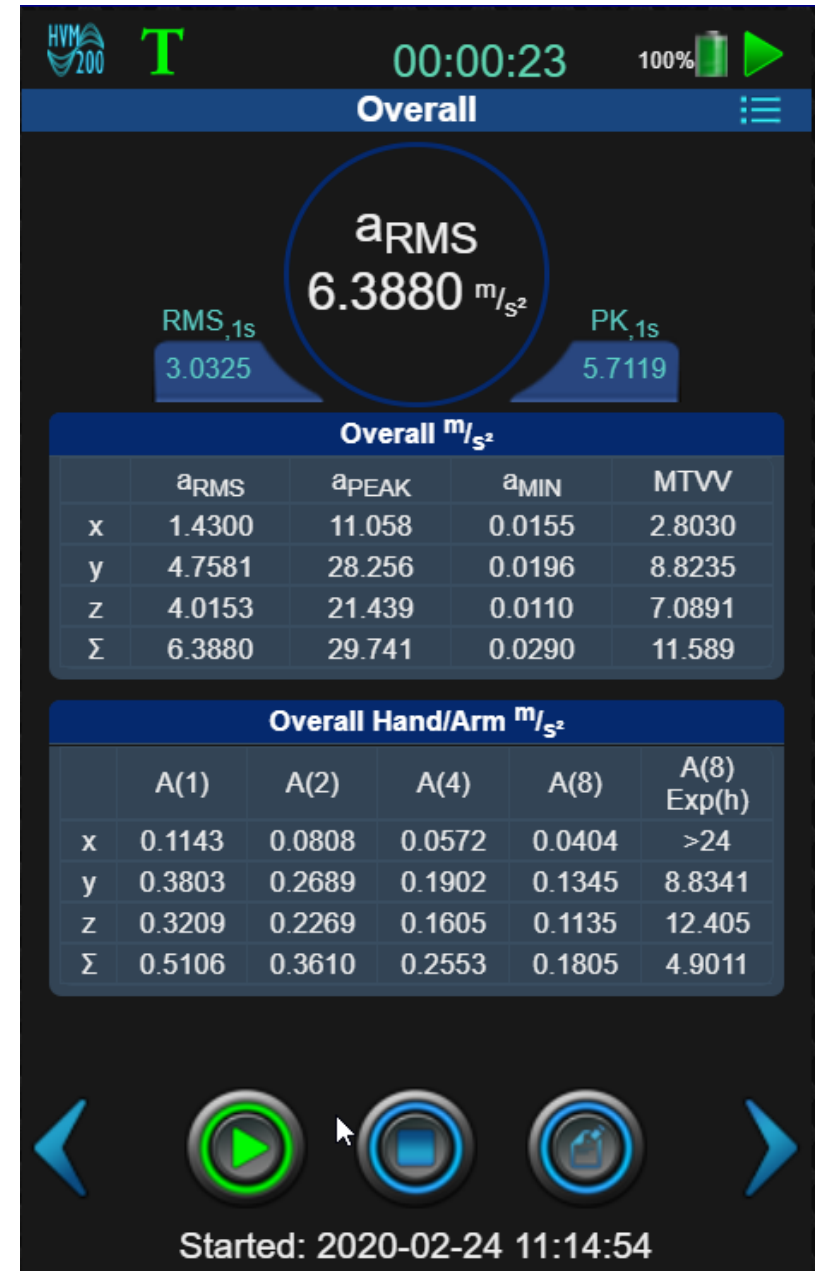 HVM 200 T 00:00:23 100%
Overall
aRMS
6.3880 m/s²
RMS,1s PK,1s
3.0325 5.7119
Overall m/s²
aRMS aPEAK aMIN MTVV
x 1.4300 11.058 0.0155 2.8030
y 4.7581 28.256 0.0196 8.8235
z 4.0153 21.439 0.0110 7.0891
Σ 6.3880 29.741 0.0290 11.589
Overall Hand/Arm m/s²
A(1) A(2) A(4) A(8) A(8) Exp(h)
x 0.1143 0.0808 0.0572 0.0404 >24
y 0.3803 0.2689 0.1902 0.1345 8.8341
z 0.3209 0.2269 0.1605 0.1135 12.405
Σ 0.5106 0.3610 0.2553 0.1805 4.9011
Started: 2020-02-24 11:14:54